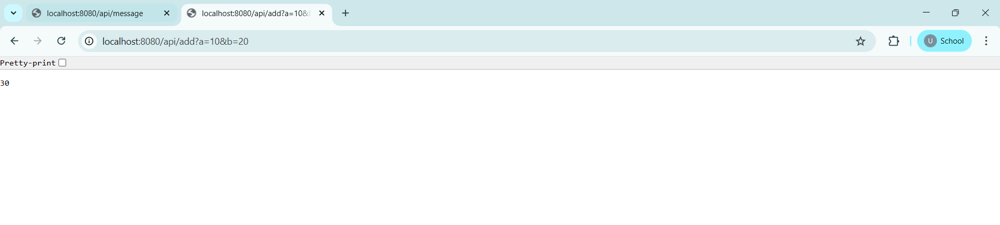 localhost:8080/api/message
localhost:8080/api/add?a=10&
localhost:8080/api/add?a=10&b=20
U School
Pretty-print
30